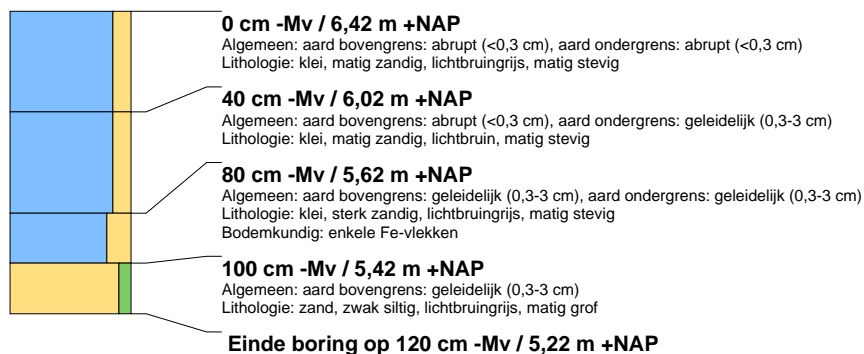 0 cm -Mv / 6,42 m +NAP
Algemeen: aard bovengrens: abrupt (<0,3 cm), aard ondergrens: abrupt (<0,3 cm)
Lithologie: klei, matig zandig, lichtbruingrijs, matig stevig
40 cm -Mv / 6,02 m +NAP
Algemeen: aard bovengrens: abrupt (<0,3 cm), aard ondergrens: geleidelijk (0,3-3 cm)
Lithologie: klei, matig zandig, lichtbruin, matig stevig
80 cm -Mv / 5,62 m +NAP
Algemeen: aard bovengrens: geleidelijk (0,3-3 cm), aard ondergrens: geleidelijk (0,3-3 cm)
Lithologie: klei, sterk zandig, lichtbruingrijs, matig stevig
Bodemkundig: enkele Fe-vlekken
100 cm -Mv / 5,42 m +NAP
Algemeen: aard bovengrens: geleidelijk (0,3-3 cm)
Lithologie: zand, zwak siltig, lichtbruingrijs, matig grof
Einde boring op 120 cm -Mv / 5,22 m +NAP